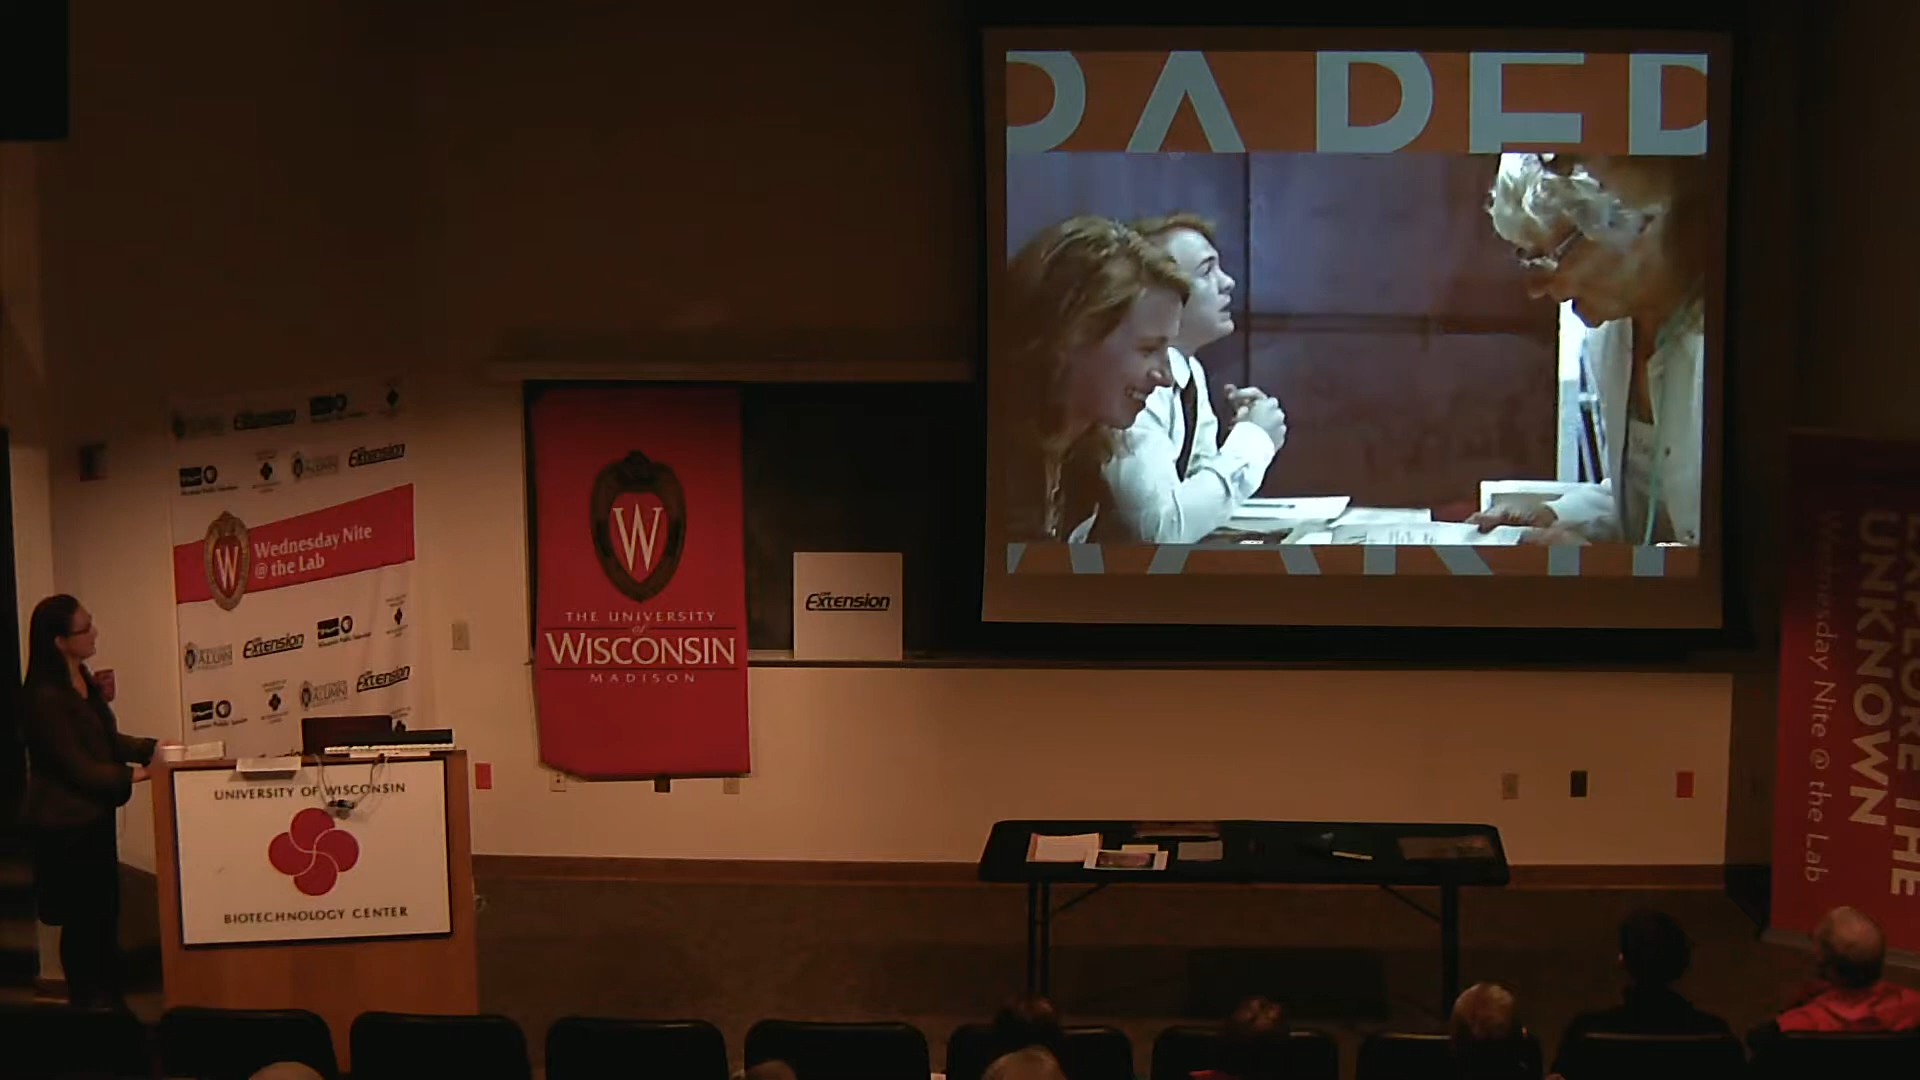 Extension
Extension
W
Wednesday Nite
@ the Lab
Extension
Extension
W
THE UNIVERSITY
of
WISCONSIN
MADISON
Extension
UNIVERSITY OF WISCONSIN
BIOTECHNOLOGY CENTER
EXPLORE THE
UNKNOWN
Wednesday Nite @ the Lab